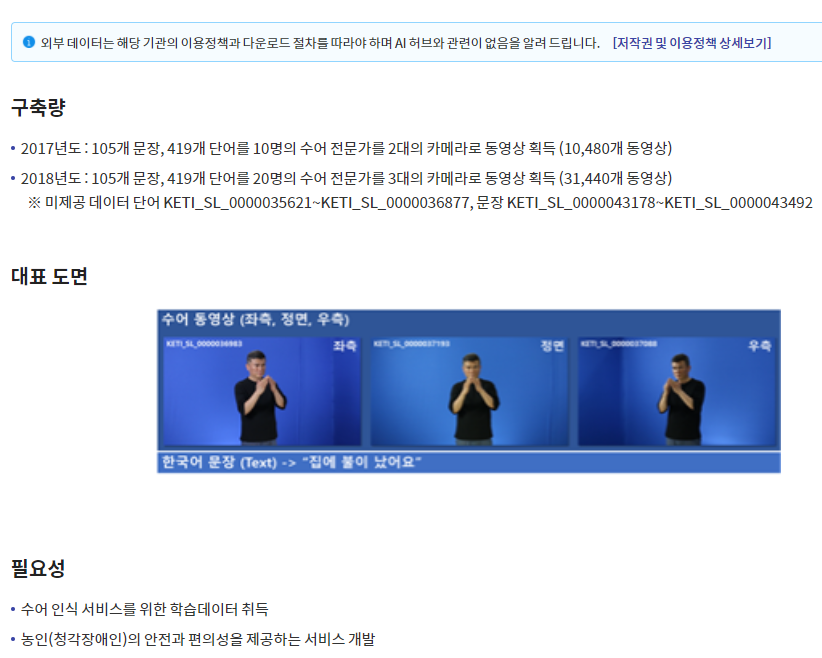 외부 데이터는 해당 기관의 이용정책과 다운로드 절차를 따라야 하며 AI 허브와 관련이 없음을 알려 드립니다. [저작권 및 이용정책 상세보기]
구축량
• 2017년도 : 105개 문장, 419개 단어를 10명의 수어 전문가를 2대의 카메라로 동영상 획득 (10,480개 동영상)
• 2018년도 : 105개 문장, 419개 단어를 20명의 수어 전문가를 3대의 카메라로 동영상 획득 (31,440개 동영상)
※ 미제공 데이터 단어 KETI_SL_0000035621~KETI_SL_0000036877, 문장 KETI_SL_0000043178~KETI_SL_0000043492
대표 도면
수어 동영상 (좌측, 정면, 우측)
KETI_SL_0000036983 좌측 KETI_SL_0000037193 정면 KETI_SL_0000037088 우측
한국어 문장 (Text) -> "집에 불이 났어요"
필요성
• 수어 인식 서비스를 위한 학습데이터 취득
• 농인(청각장애인)의 안전과 편의성을 제공하는 서비스 개발